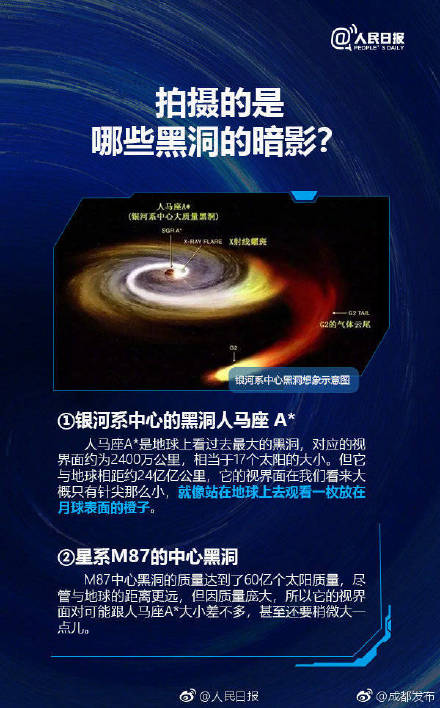 @人民日报
PEOPLE'S DAILY
拍摄的是
哪些黑洞的暗影?
人马座A*
(银河系中心大质量黑洞)
SGR A*
X-RAY FLARE X射线耀斑
G2 TAIL
G2的气体云尾
G2
银河系中心黑洞想象示意图
①银河系中心的黑洞人马座 A*
人马座A*是地球上看过去最大的黑洞，对应的视
界面约为2400万公里，相当于17个太阳的大小。但它
与地球相距约24亿亿公里，它的视界面在我们看来大
概只有针尖那么小，就像站在地球上去观看一枚放在
月球表面的橙子。
②星系M87的中心黑洞
M87中心黑洞的质量达到了60亿个太阳质量，尽
管与地球的距离更远，但因质量庞大，所以它的视界
面对可能跟人马座A*大小差不多，甚至还要稍微大一
点儿。
@人民日报
@成都发布